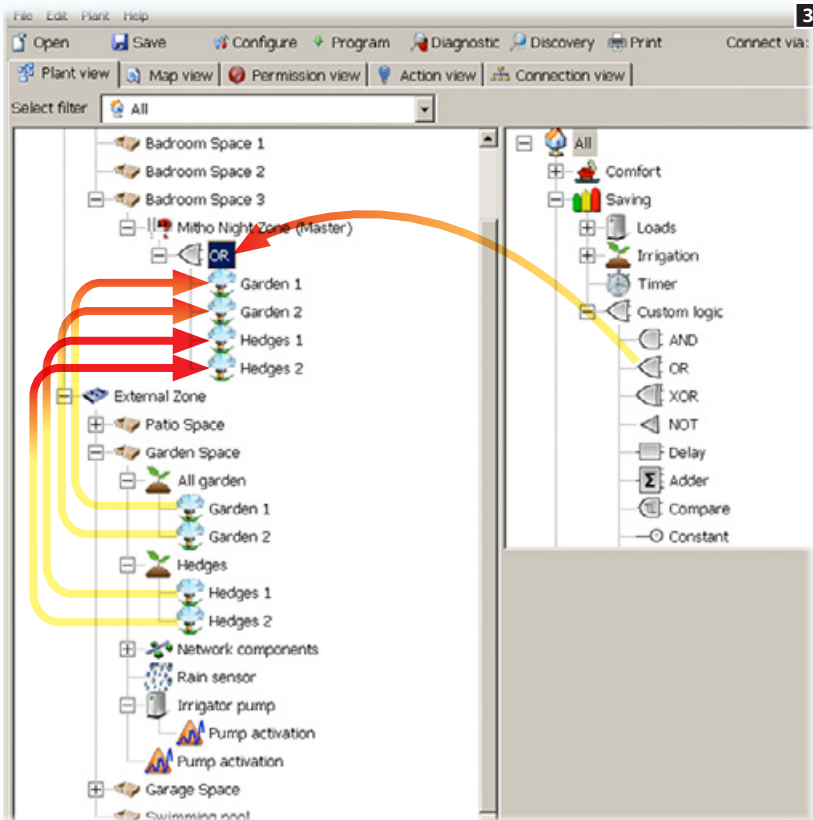 File Edit Plant Help
3
Open Save Configure Program Diagnostic Discovery Print Connect via:
Plant view Map view Permission view Action view Connection view
Select filter All
Badroom Space 1
Badroom Space 2
Badroom Space 3
Mitho Night Zone (Master)
OR
Garden 1
Garden 2
Hedges 1
Hedges 2
External Zone
Patio Space
Garden Space
All garden
Garden 1
Garden 2
Hedges
Hedges 1
Hedges 2
Network components
Rain sensor
Irrigator pump
Pump activation
Pump activation
Garage Space
Swimming pool
All
Comfort
Saving
Loads
Irrigation
Timer
Custom logic
AND
OR
XOR
NOT
Delay
Σ Adder
Compare
Constant